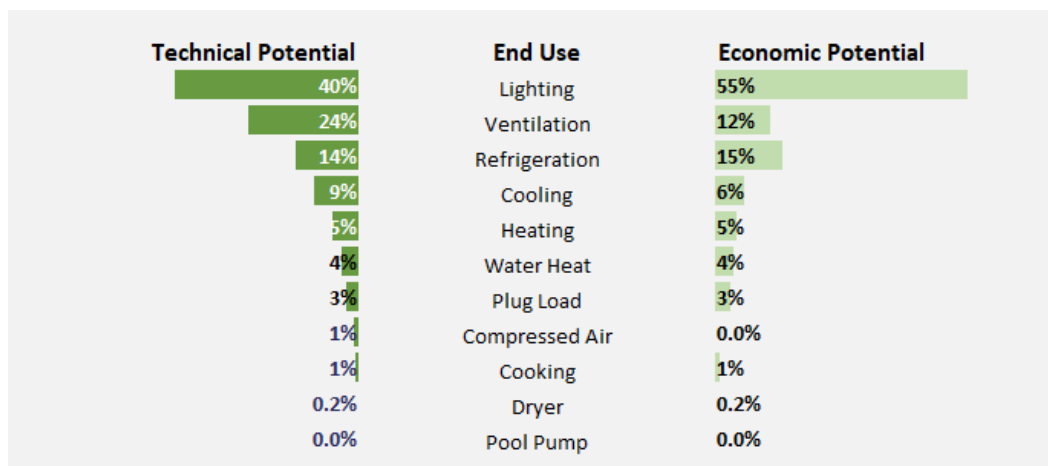 Technical Potential End Use Economic Potential
40% Lighting 55%
24% Ventilation 12%
14% Refrigeration 15%
9% Cooling 6%
5% Heating 5%
4% Water Heat 4%
3% Plug Load 3%
1% Compressed Air 0.0%
1% Cooking 1%
0.2% Dryer 0.2%
0.0% Pool Pump 0.0%